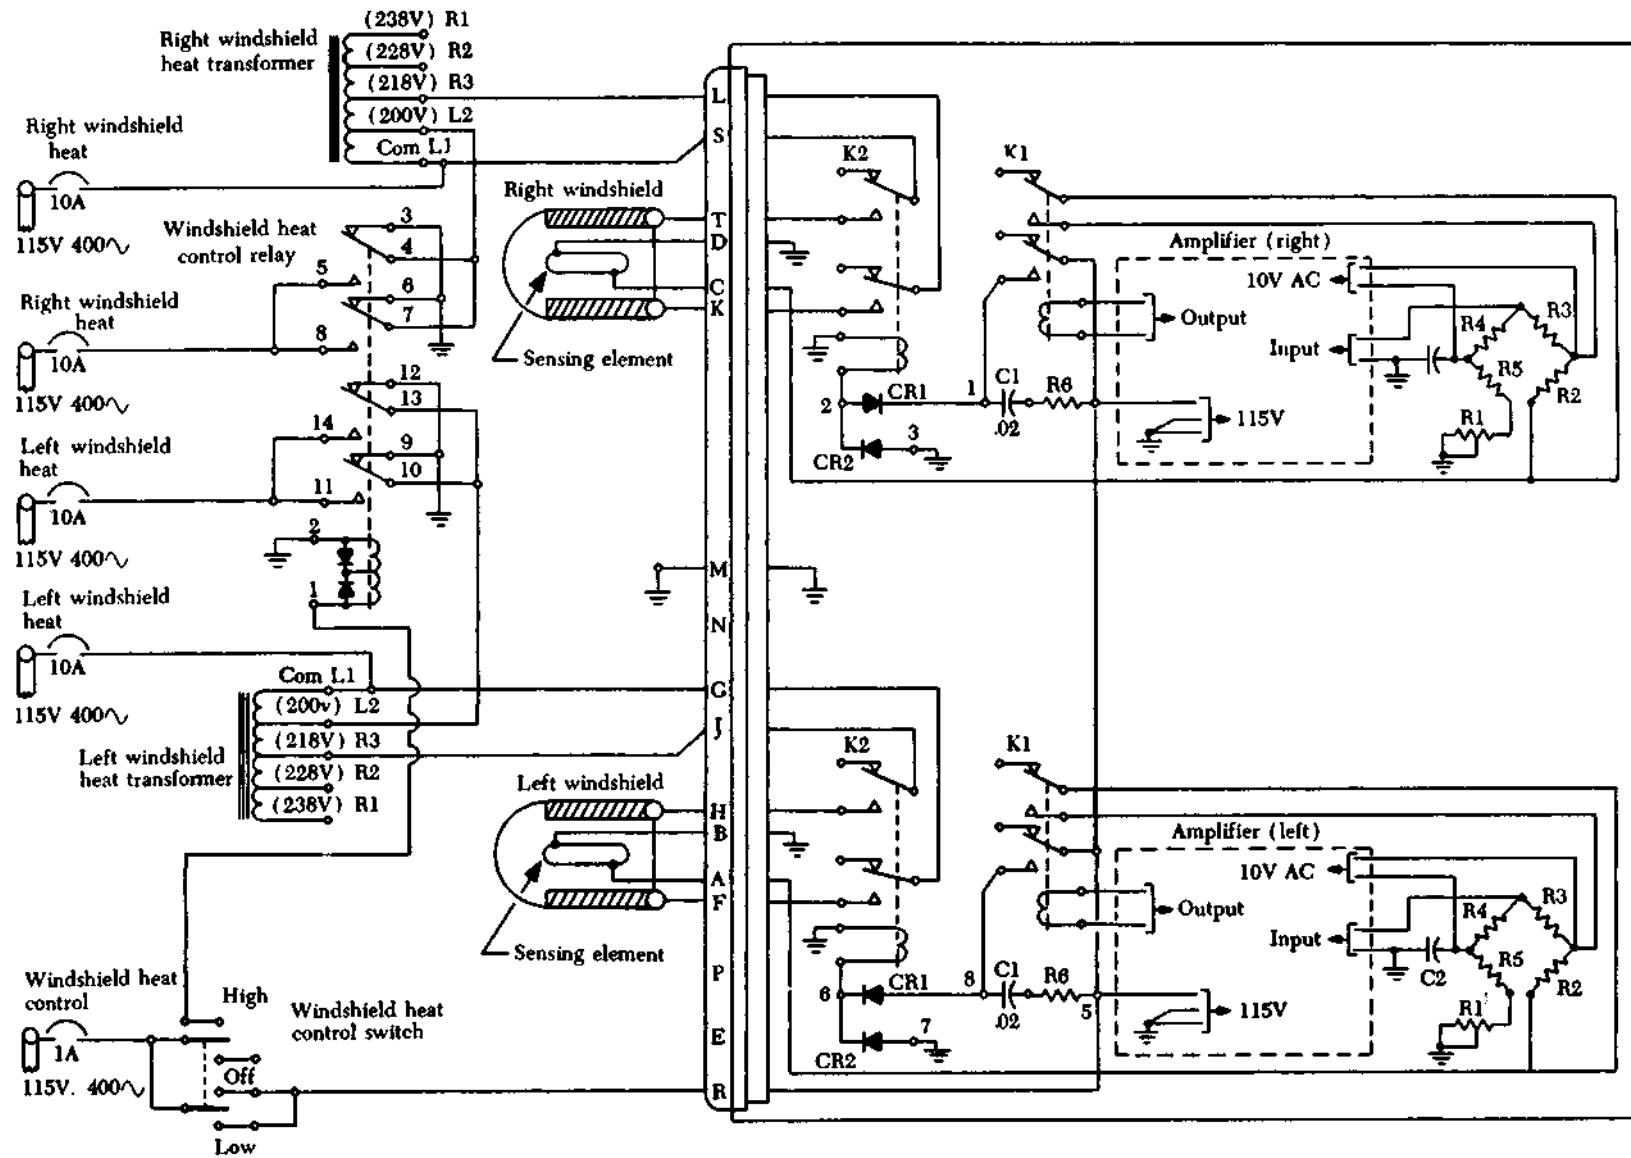 (238V) R1
Right windshield
heat transformer
(228V) R2
(218V) R3
(200V) L2
Com L1
Right windshield
heat
10A
115V 400∿
Windshield heat
control relay
3
4
5
6
7
8
Right windshield
heat
10A
115V 400∿
12
13
14
9
10
11
Left windshield
heat
10A
115V 400∿
2
1
Left windshield
heat
10A
115V 400∿
Com L1
(200v) L2
(218V) R3
(228V) R2
(238V) R1
Left windshield
heat transformer
Windshield heat
control
1A
115V. 400∿
High
Off
Low
Windshield heat
control switch
Right windshield
Sensing element
Left windshield
Sensing element
L
S
T
D
C
K
M
N
G
J
H
B
A
F
P
E
R
K2
K1
Amplifier (right)
10V AC
Output
Input
115V
R4
R3
R5
R2
R1
2
CR1
1
C1
.02
R6
CR2
3
K2
K1
Amplifier (left)
10V AC
Output
Input
115V
R4
R3
R5
R2
C2
R1
6
CR1
8
C1
.02
R6
5
CR2
7